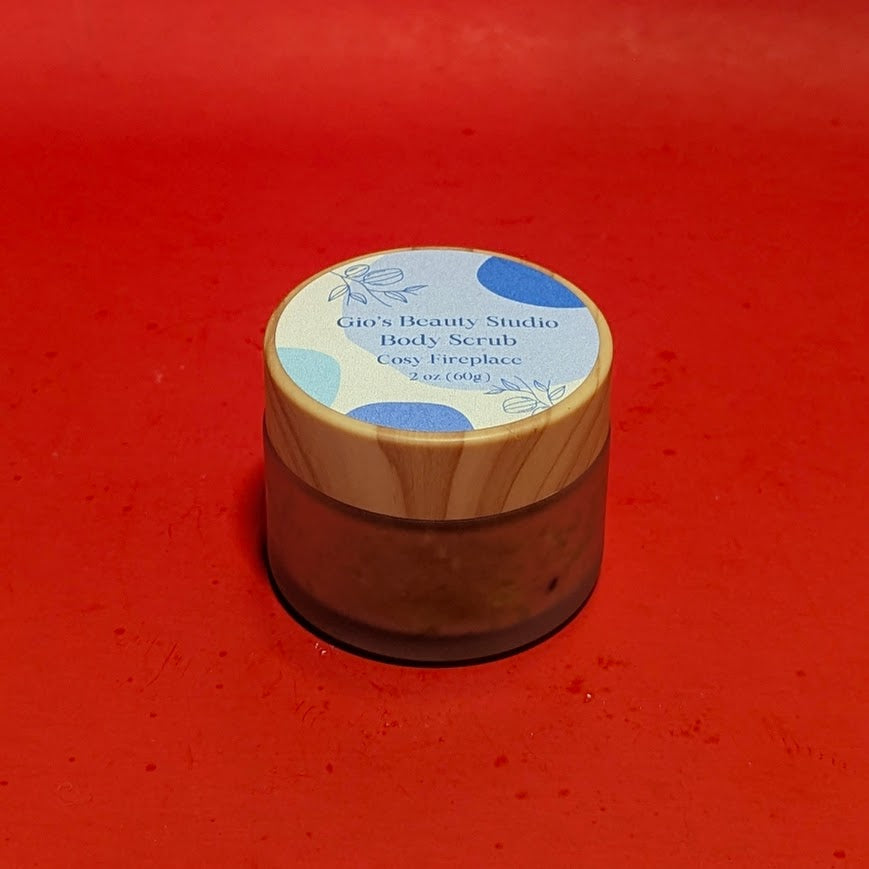 Gio's Beauty Studio
Body Scrub
Cosy Fireplace
2 oz (60g)